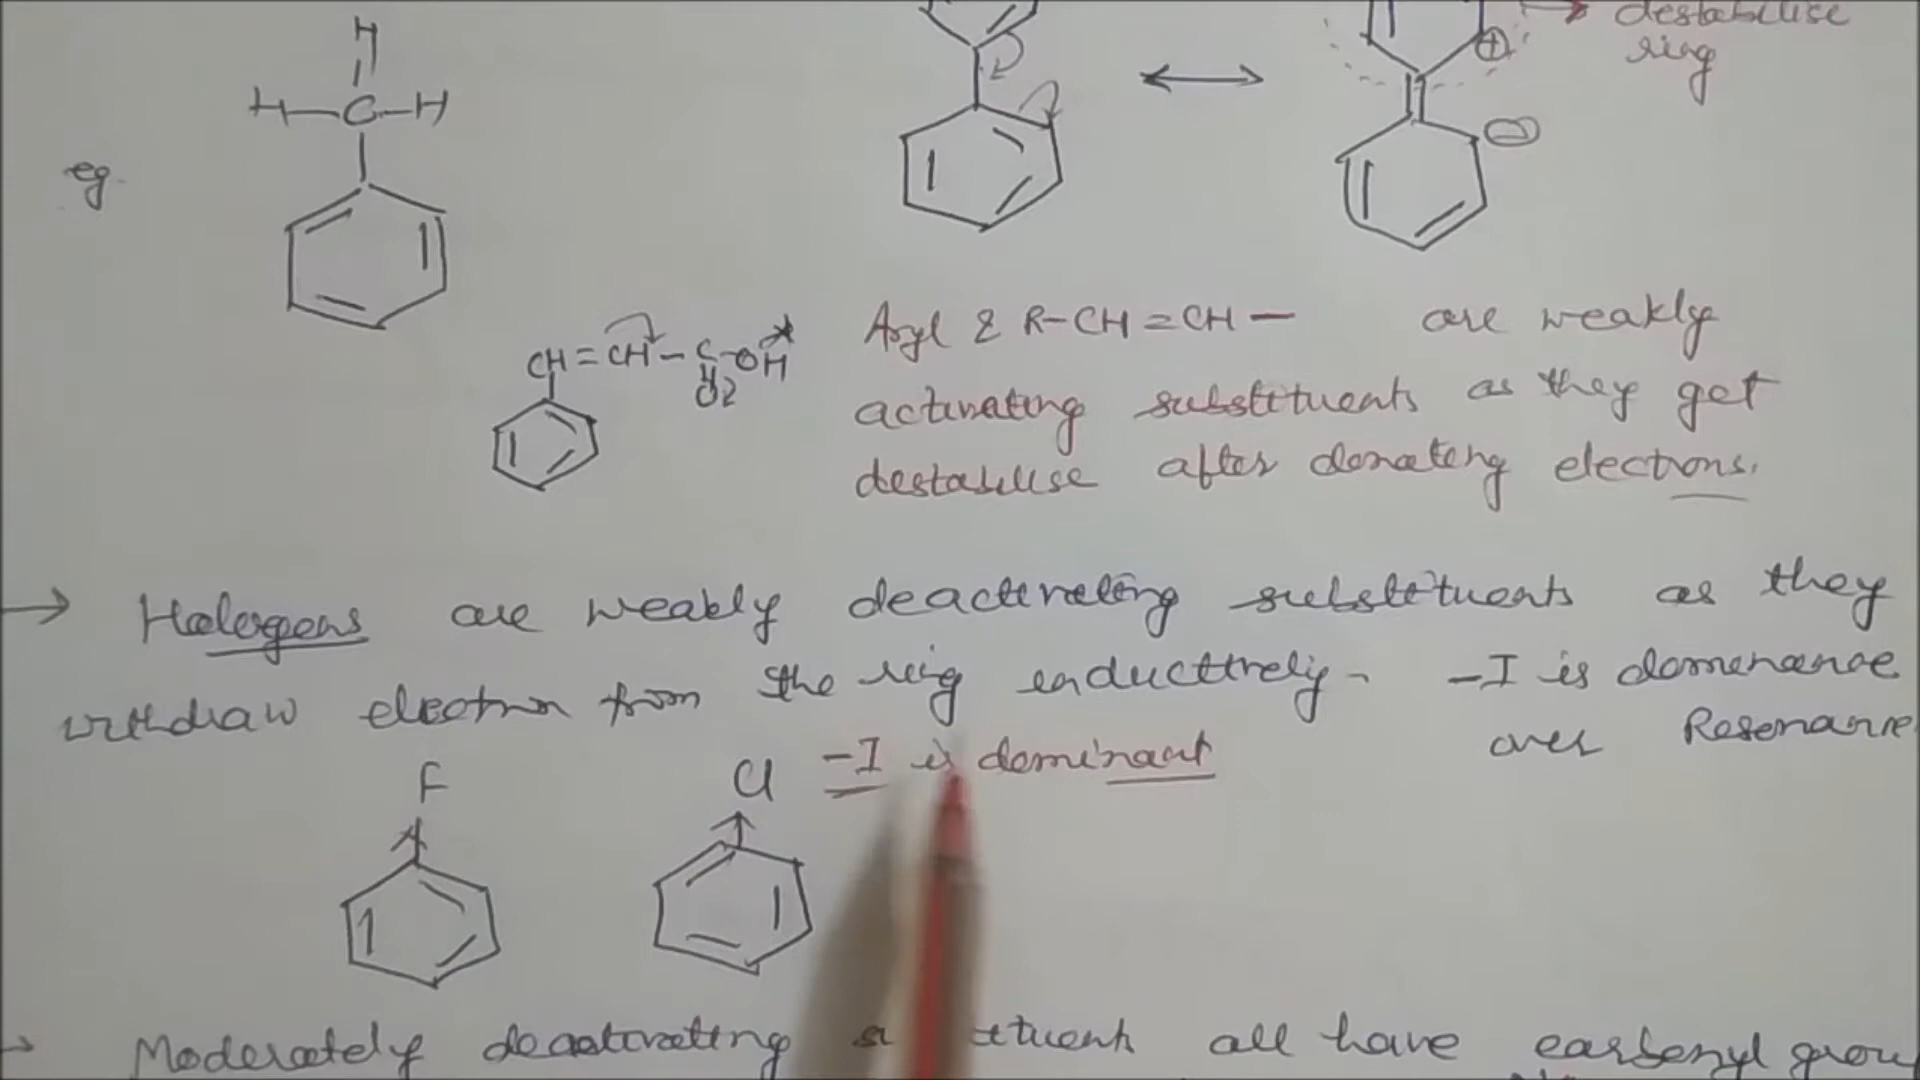 destabilise
ring
H
H-C-H
eg.
CH=CH-C-OH
O
Aryl & R-CH=CH- are weakly
activating substituents as they get
destabilise after donating electrons.
→ Halogens are weakly deactivating substituents as they
withdraw electron from the ring inductively. -I is dominance
over Resonance
-I is dominant
F
Cl
→ Moderately deactivating all have carbonyl grou